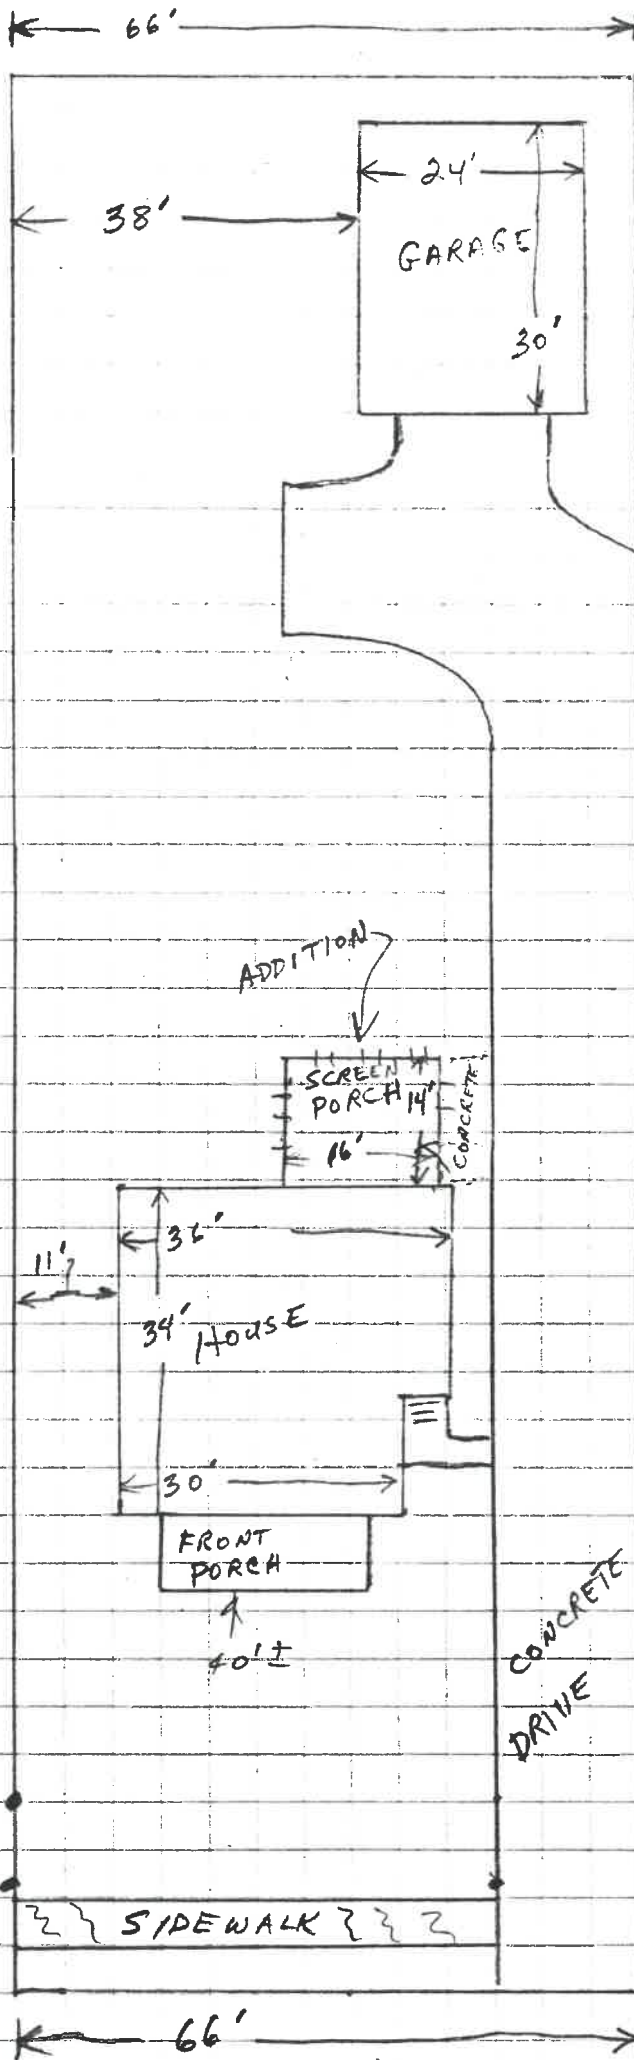 66'
24'
38'
GARAGE
30'
ADDITION
SCREEN
PORCH
14'
16'
CONCRETE
36'
11'
34'
HOUSE
30'
FRONT
PORCH
40'±
CONCRETE
DRIVE
SIDEWALK
66'